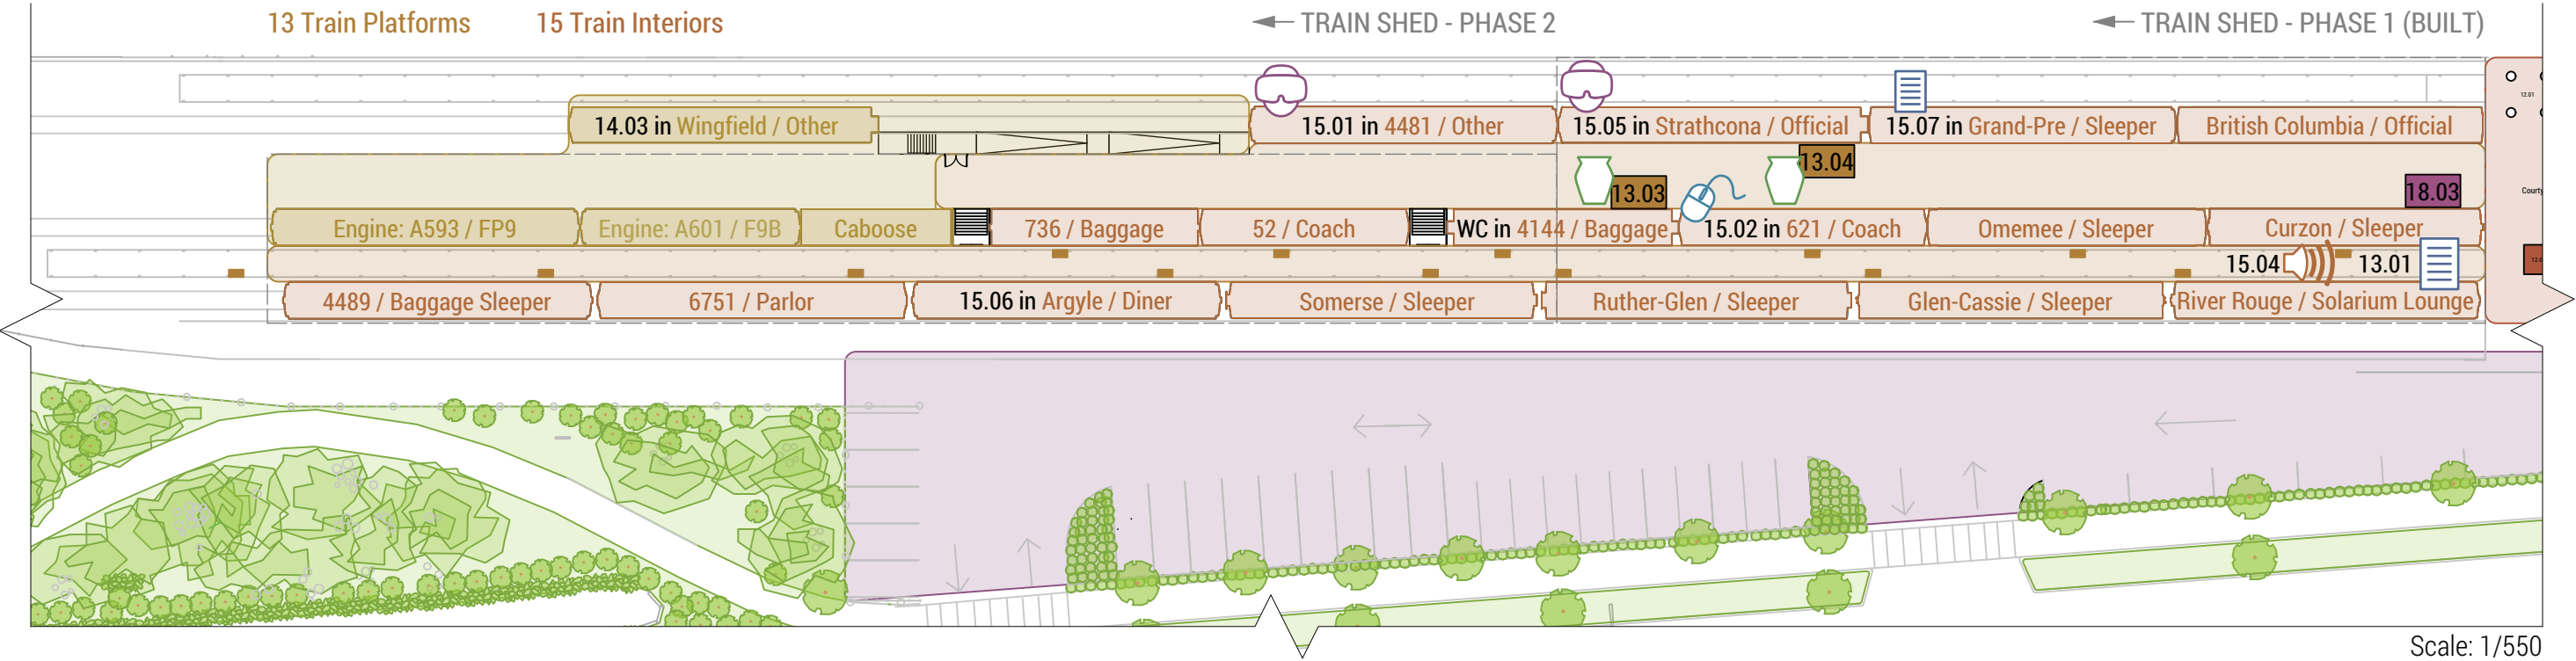 13 Train Platforms 15 Train Interiors TRAIN SHED - PHASE 2 TRAIN SHED - PHASE 1 (BUILT)
12.01
14.03 in Wingfield / Other 15.01 in 4481 / Other 15.05 in Strathcona / Official 15.07 in Grand-Pre / Sleeper British Columbia / Official
13.04
13.03 18.03 Courty
Engine: A593 / FP9 Engine: A601 / F9B Caboose 736 / Baggage 52 / Coach WC in 4144 / Baggage 15.02 in 621 / Coach Omemee / Sleeper Curzon / Sleeper
15.04 13.01
4489 / Baggage Sleeper 6751 / Parlor 15.06 in Argyle / Diner Somerse / Sleeper Ruther-Glen / Sleeper Glen-Cassie / Sleeper River Rouge / Solarium Lounge
Scale: 1/550